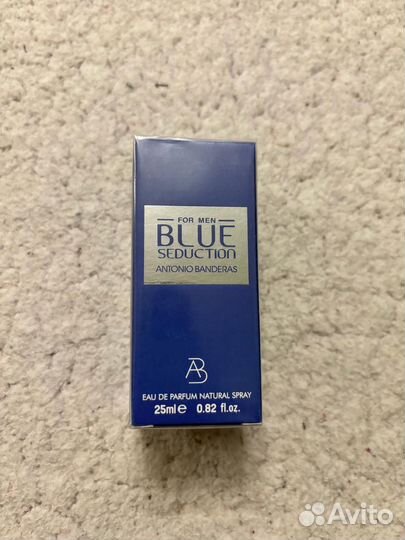 FOR MEN
BLUE
SEDUCTION
ANTONIO BANDERAS
AB
EAU DE PARFUM NATURAL SPRAY
25ml e 0.82 fl.oz.
Avito